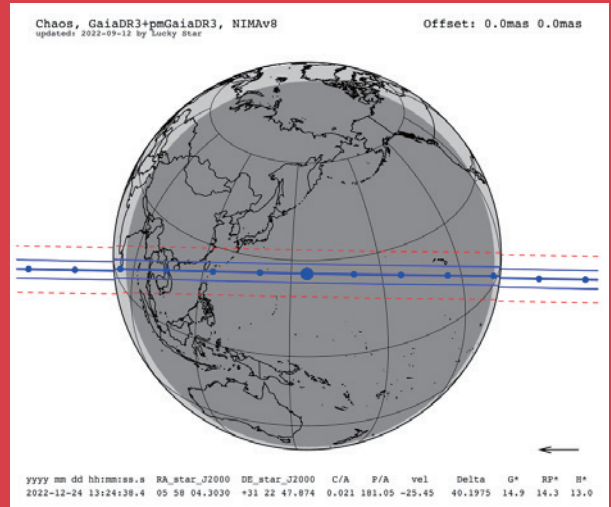 Chaos, GaiaDR3+pmGaiaDR3, NIMAv8 Offset: 0.0mas 0.0mas
updated: 2022-09-12 by Lucky Star
yyyy mm dd hh:mm:ss.s RA_star_J2000 DE_star_J2000 C/A P/A vel Delta G* RP* H*
2022-12-24 13:24:38.4 05 58 04.3030 +31 22 47.874 0.021 181.05 -25.45 40.1975 14.9 14.3 13.0